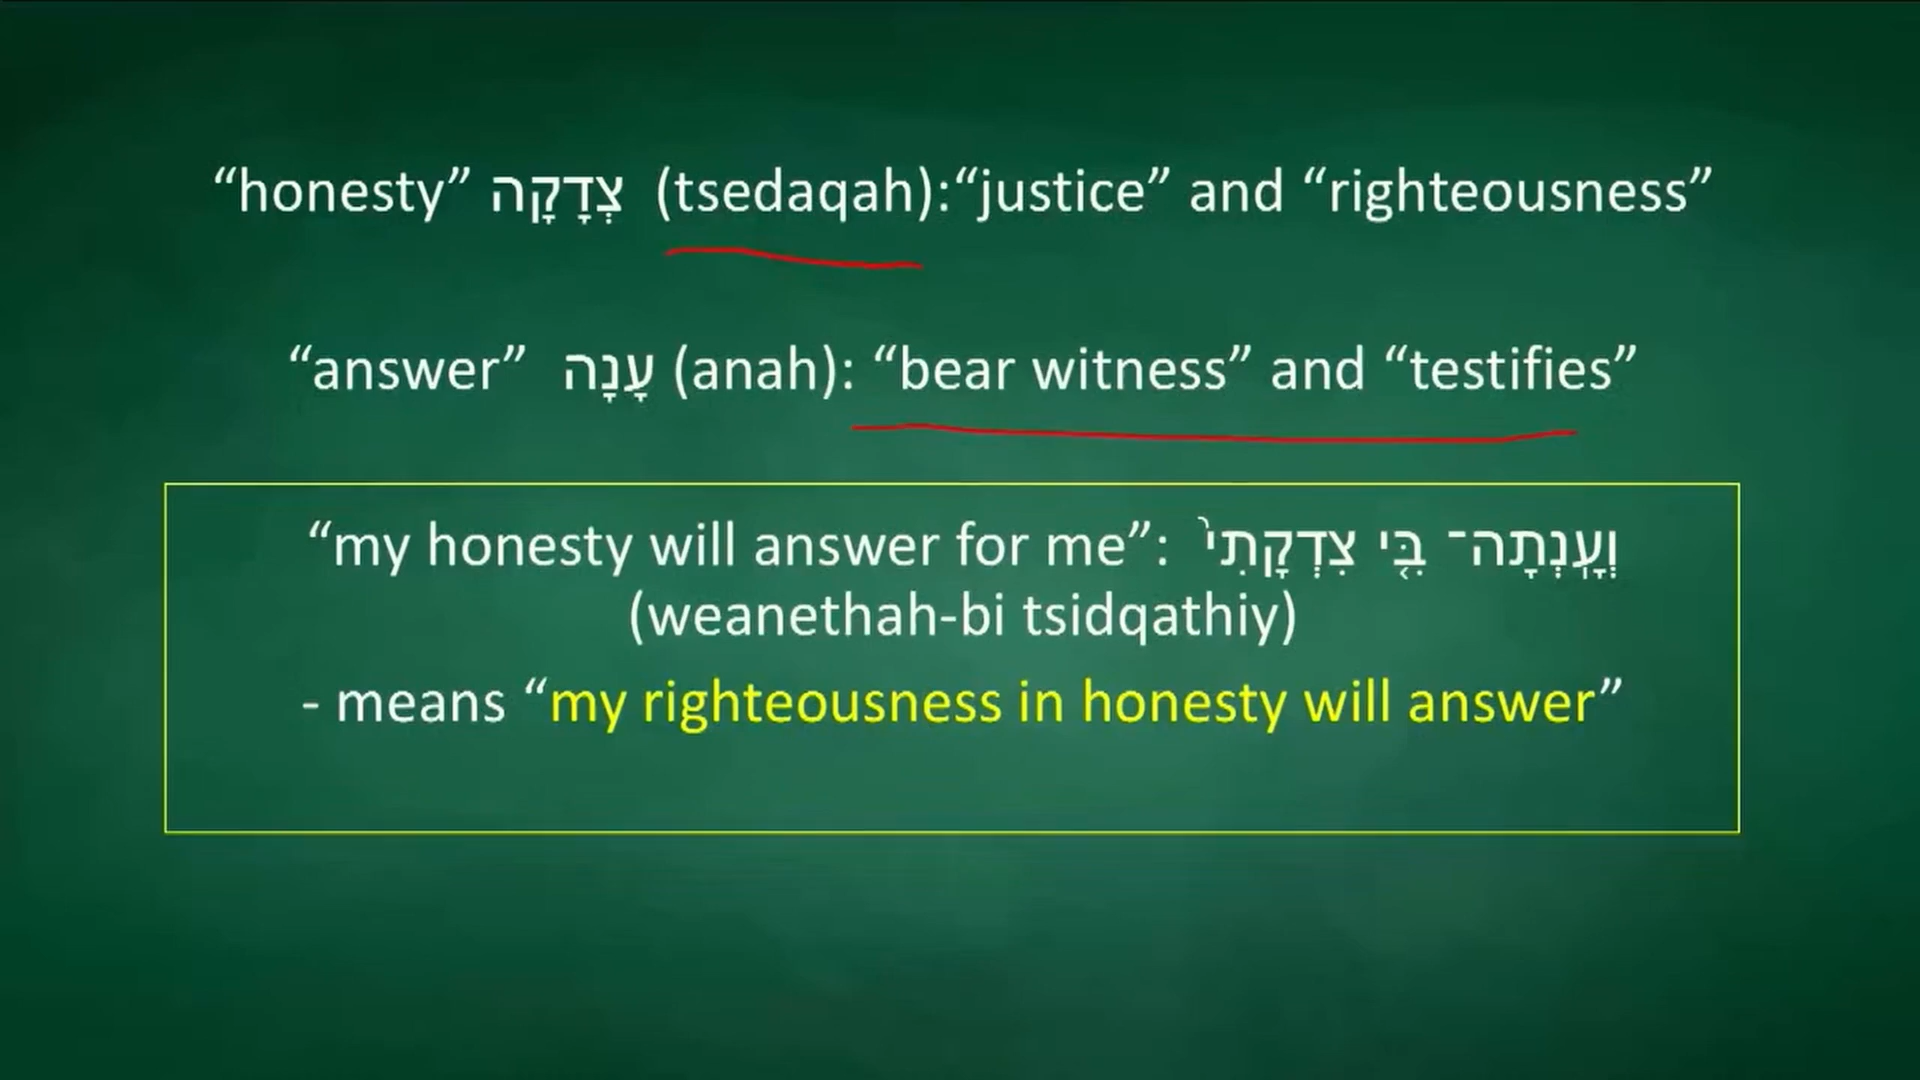 “honesty” צְדָקָה (tsedaqah):“justice” and “righteousness”
“answer” עָנָה (anah): “bear witness” and “testifies”
“my honesty will answer for me”: וְעָֽנְתָה־ בִּ֤י צִדְקָתִי֙
(weanethah-bi tsidqathiy)
- means “my righteousness in honesty will answer”